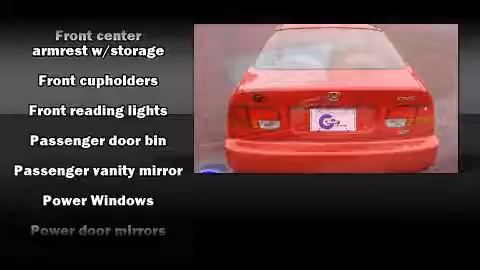 Front center
armrest w/storage
Front cupholders
Front reading lights
Passenger door bin
Passenger vanity mirror
Power Windows
Power door mirrors